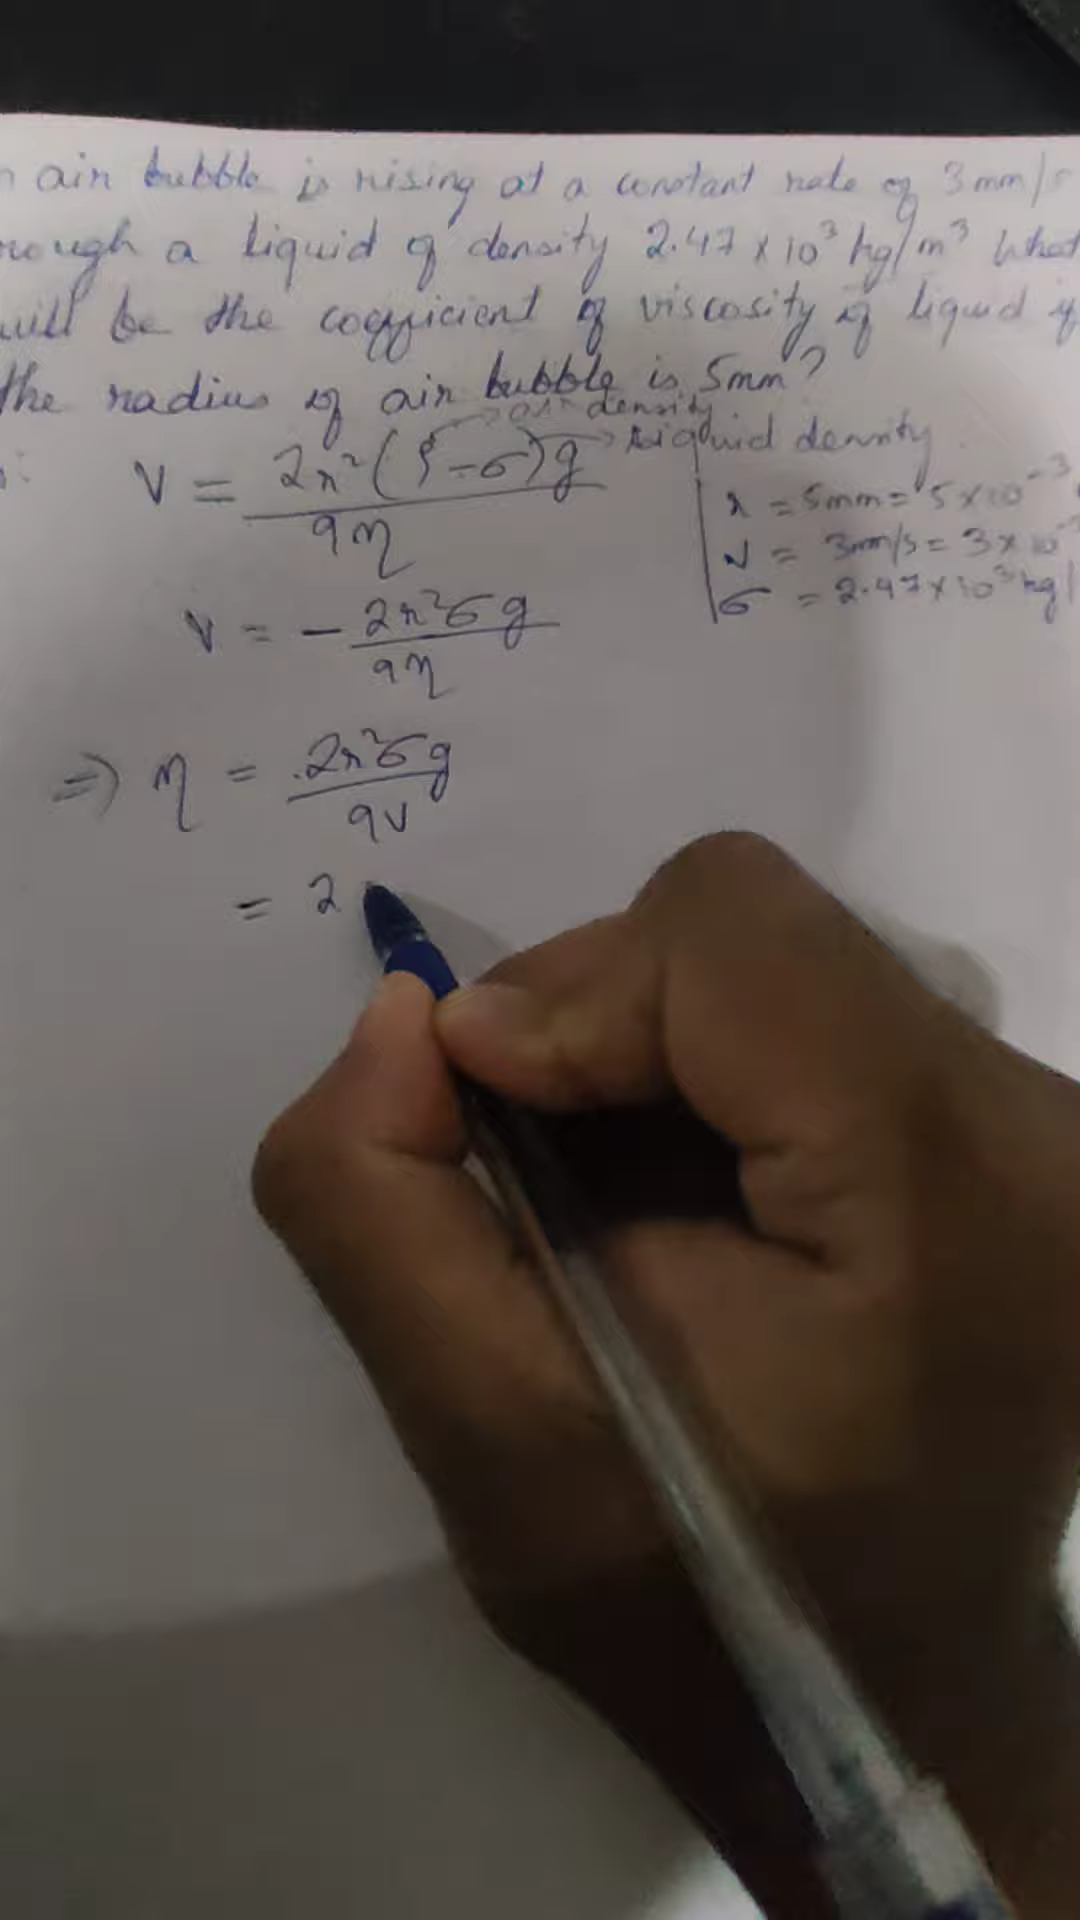 air bubble is rising at a constant rate of 3 mm/s
rough a liquid of density 2.47 × 10³ kg/m³ What
will be the coefficient of viscosity of liquid if
the radius of air bubble is 5mm?
→ air density
V = 2r²(ρ-σ)g / 9η → liquid density
r = 5mm = 5×10⁻³
v = 3mm/s = 3×10⁻³
σ = 2.47×10³ kg/
v = - 2r²σg / 9η
⇒ η = 2r²σg / 9v
= 2